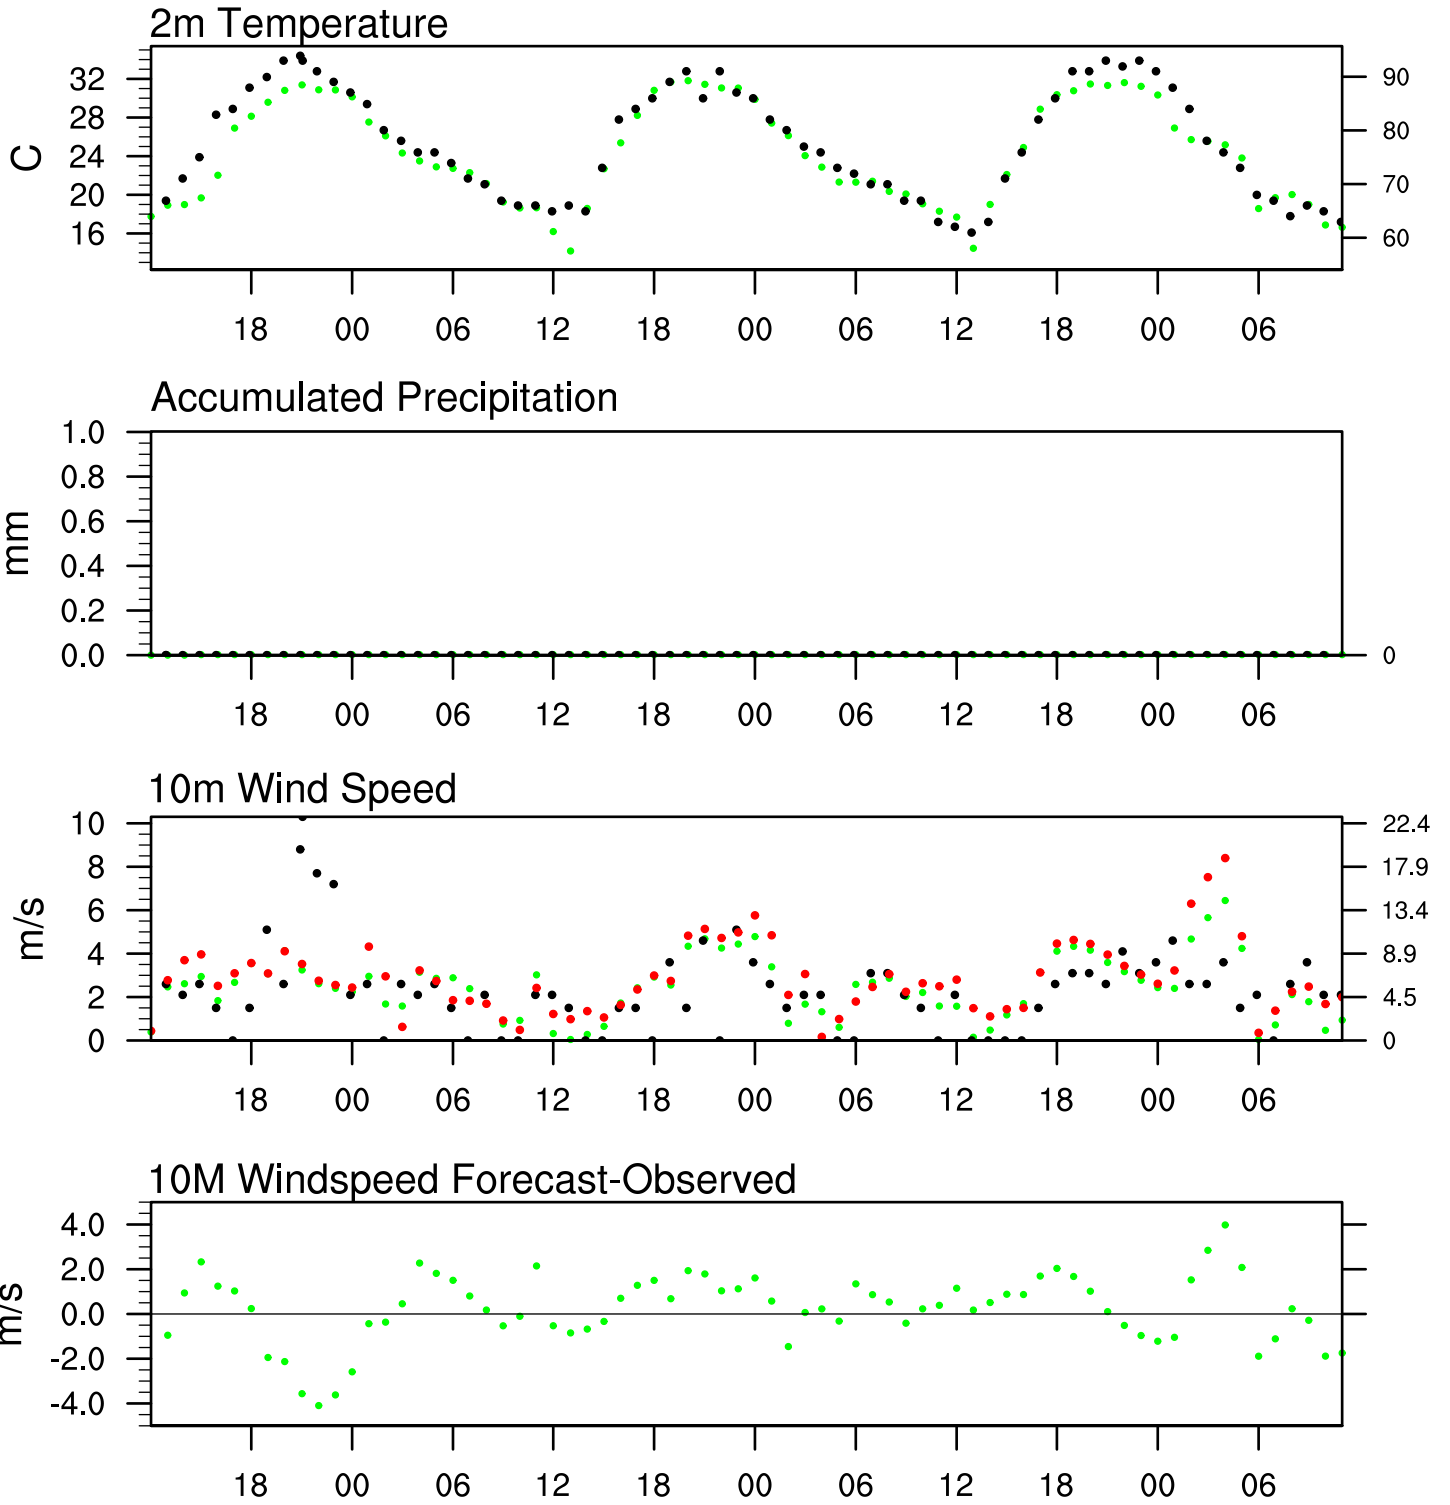 2m Temperature
C
32
28
24
20
16
90
80
70
60
18 00 06 12 18 00 06 12 18 00 06
Accumulated Precipitation
mm
1.0
0.8
0.6
0.4
0.2
0.0
0
18 00 06 12 18 00 06 12 18 00 06
10m Wind Speed
m/s
10
8
6
4
2
0
22.4
17.9
13.4
8.9
4.5
0
18 00 06 12 18 00 06 12 18 00 06
10M Windspeed Forecast-Observed
m/s
4.0
2.0
0.0
-2.0
-4.0
18 00 06 12 18 00 06 12 18 00 06